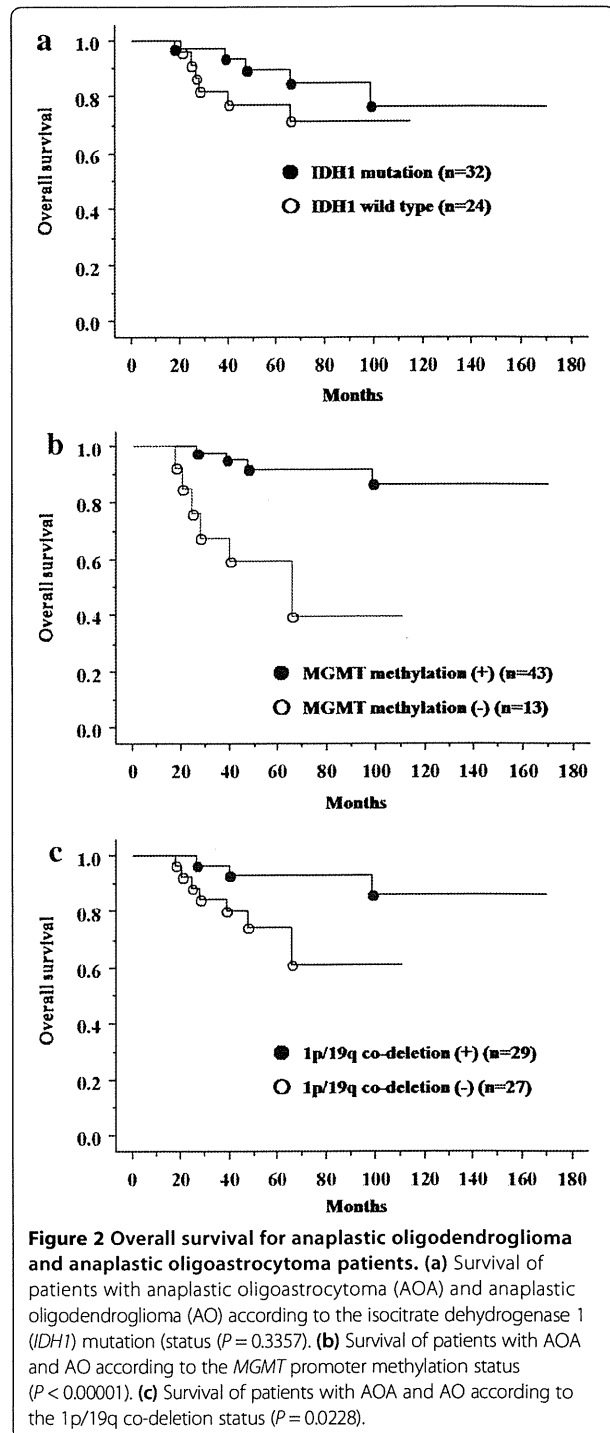 a
1.0
0.8
0.6
0.4
0.2
0.0
Overall survival
● IDH1 mutation (n=32)
○ IDH1 wild type (n=24)
0 20 40 60 80 100 120 140 160 180
Months
b
1.0
0.8
0.6
0.4
0.2
0.0
Overall survival
● MGMT methylation (+) (n=43)
○ MGMT methylation (-) (n=13)
0 20 40 60 80 100 120 140 160 180
Months
c
1.0
0.8
0.6
0.4
0.2
0.0
Overall survival
● 1p/19q co-deletion (+) (n=29)
○ 1p/19q co-deletion (-) (n=27)
0 20 40 60 80 100 120 140 160 180
Months
Figure 2 Overall survival for anaplastic oligodendroglioma
and anaplastic oligoastrocytoma patients. (a) Survival of
patients with anaplastic oligoastrocytoma (AOA) and anaplastic
oligodendroglioma (AO) according to the isocitrate dehydrogenase 1
(IDH1) mutation (status (P = 0.3357). (b) Survival of patients with AOA
and AO according to the MGMT promoter methylation status
(P < 0.00001). (c) Survival of patients with AOA and AO according to
the 1p/19q co-deletion status (P = 0.0228).